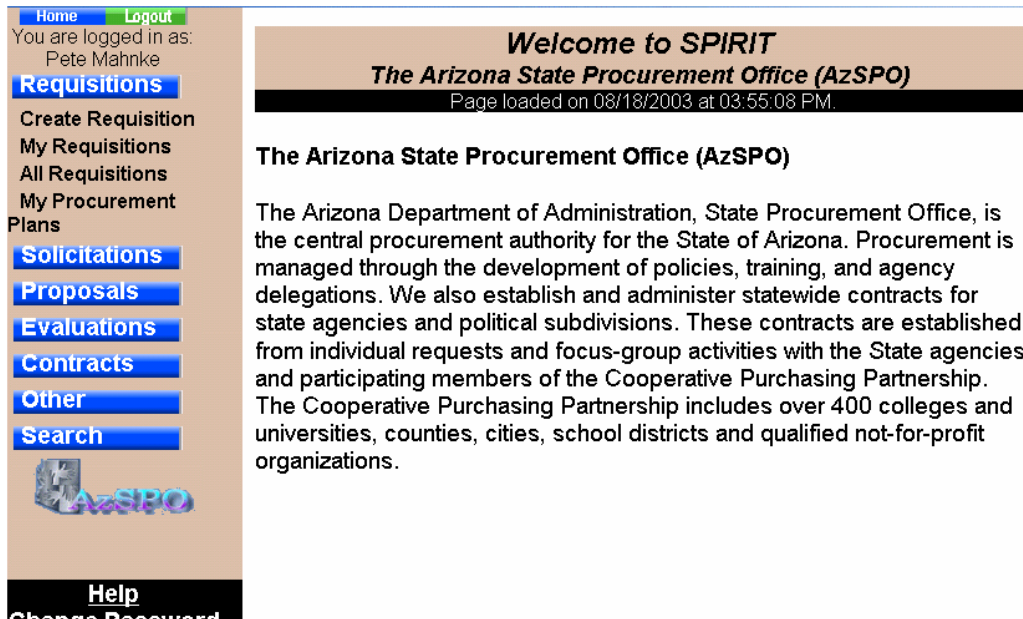 Home Logout
You are logged in as:
Pete Mahnke
Requisitions
Create Requisition
My Requisitions
All Requisitions
My Procurement
Plans
Solicitations
Proposals
Evaluations
Contracts
Other
Search
AzSPO
Help
Change Password
Welcome to SPIRIT
The Arizona State Procurement Office (AzSPO)
Page loaded on 08/18/2003 at 03:55:08 PM.
The Arizona State Procurement Office (AzSPO)
The Arizona Department of Administration, State Procurement Office, is
the central procurement authority for the State of Arizona. Procurement is
managed through the development of policies, training, and agency
delegations. We also establish and administer statewide contracts for
state agencies and political subdivisions. These contracts are established
from individual requests and focus-group activities with the State agencies
and participating members of the Cooperative Purchasing Partnership.
The Cooperative Purchasing Partnership includes over 400 colleges and
universities, counties, cities, school districts and qualified not-for-profit
organizations.